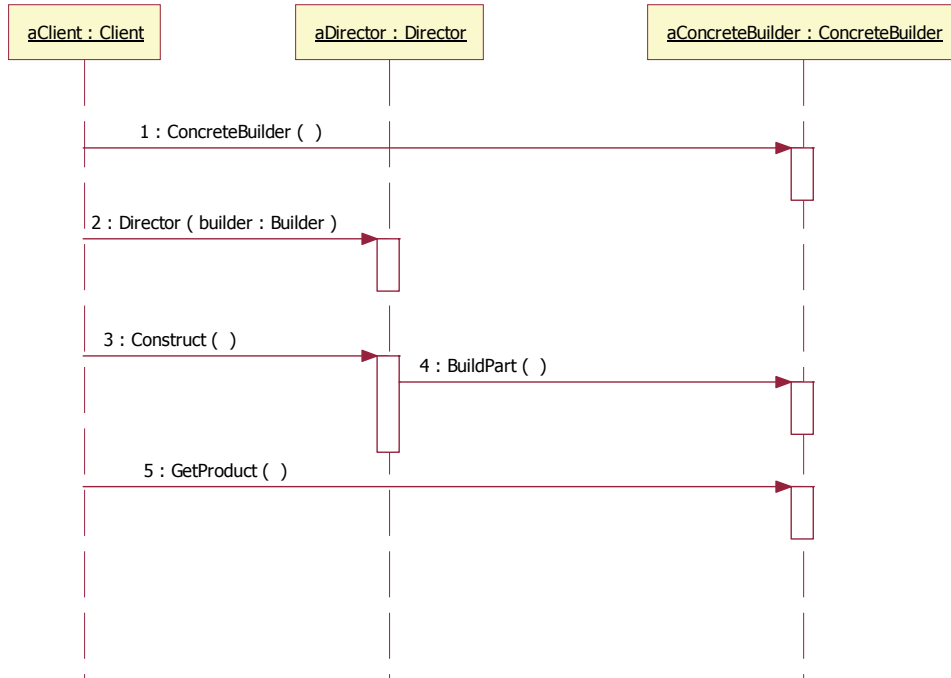 aClient : Client
aDirector : Director
aConcreteBuilder : ConcreteBuilder
1 : ConcreteBuilder ( )
2 : Director ( builder : Builder )
3 : Construct ( )
4 : BuildPart ( )
5 : GetProduct ( )